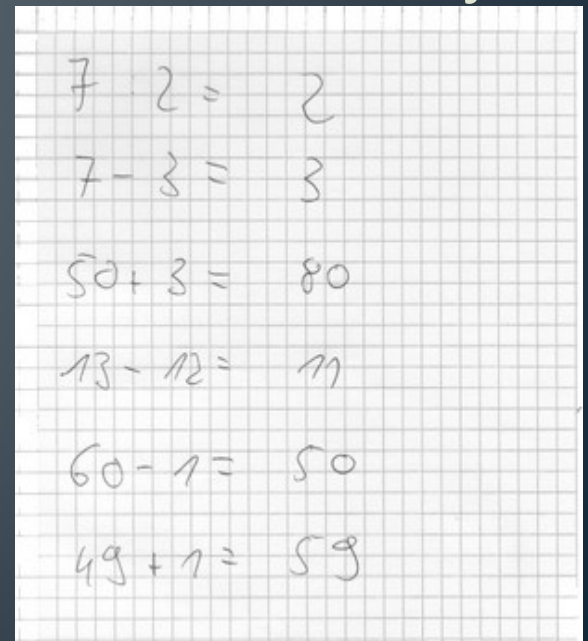 7 · 2 = 2
7 - 3 = 3
50 + 3 = 80
13 - 12 = 11
60 - 1 = 50
49 + 1 = 59